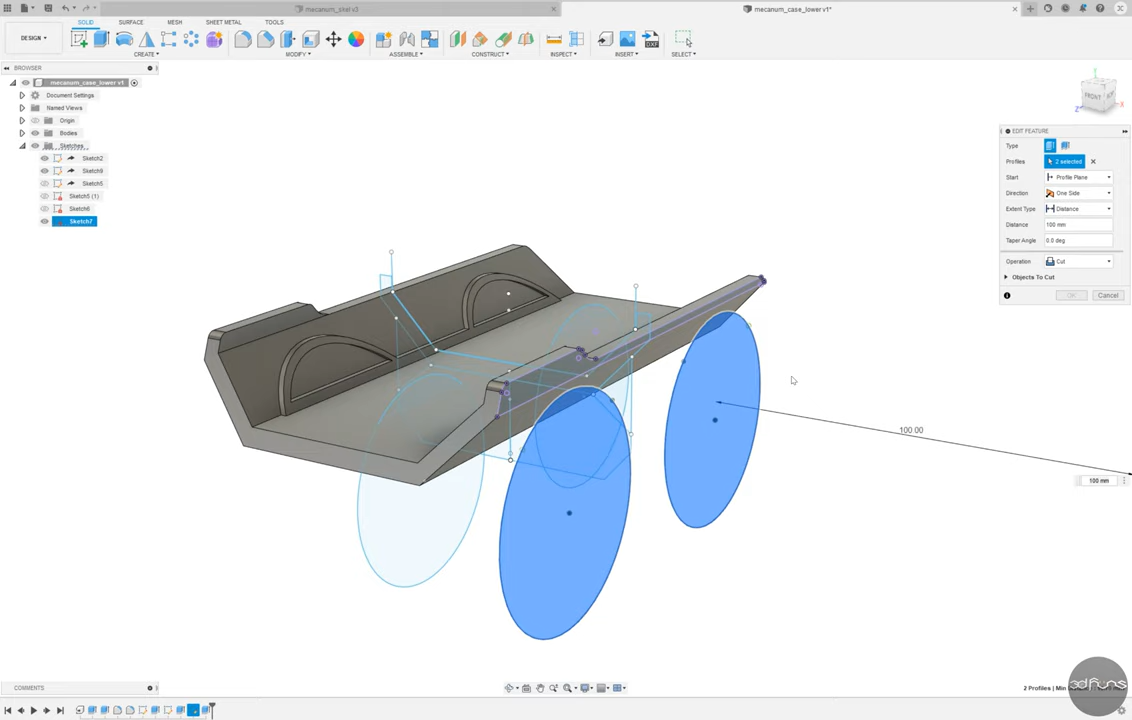 mecanum_skel v3
mecanum_case_lower v1*
DESIGN
SOLID
SURFACE
MESH
SHEET METAL
TOOLS
CREATE
MODIFY
ASSEMBLE
CONSTRUCT
INSPECT
INSERT
SELECT
DXF
BROWSER
mecanum_case_lower v1
Document Settings
Named Views
Origin
Bodies
Sketches
Sketch2
Sketch9
Sketch5
Sketch5 (1)
Sketch6
Sketch7
FRONT
X
Z
EDIT FEATURE
Type
Profiles
2 selected
Start
Profile Plane
Direction
One Side
Extent Type
Distance
Distance
100 mm
Taper Angle
0.0 deg
Operation
Cut
Objects To Cut
OK
Cancel
100.00
100 mm
COMMENTS
2 Profiles | Min
3dfuns